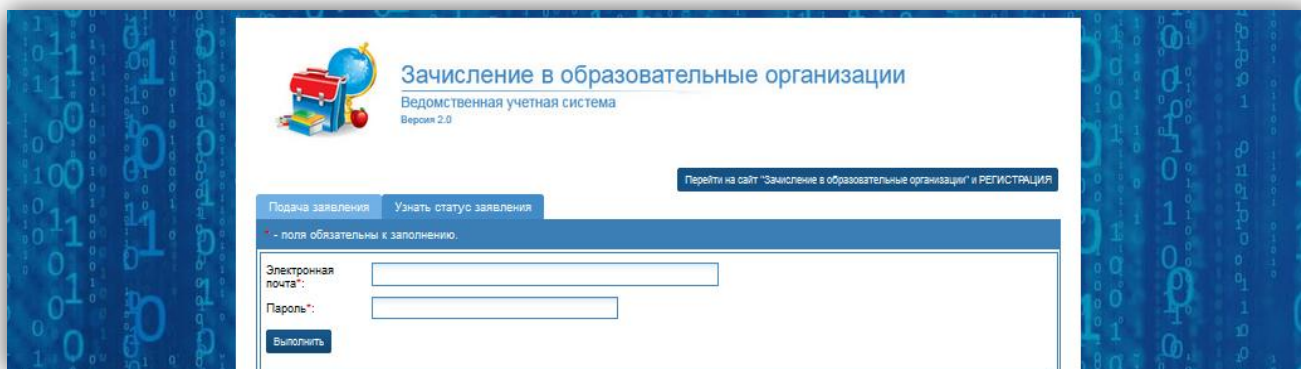 Зачисление в образовательные организации
Ведомственная учетная система
Версия 2.0
Перейти на сайт "Зачисление в образовательные организации" и РЕГИСТРАЦИЯ
Подача заявления
Узнать статус заявления
* - поля обязательны к заполнению.
Электронная
почта*:
Пароль*:
Выполнить